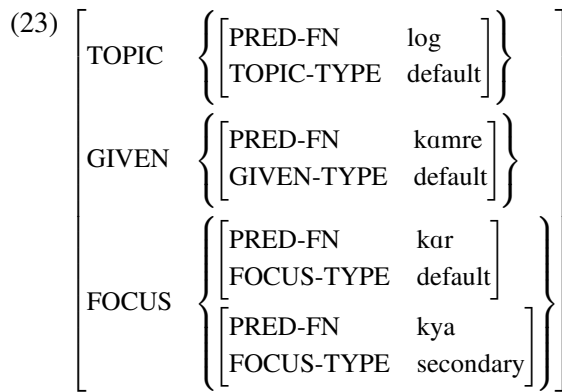 (23)
PRED-FN log
TOPIC TOPIC-TYPE default
PRED-FN kɑmre
GIVEN GIVEN-TYPE default
PRED-FN kɑr
FOCUS-TYPE default
FOCUS
PRED-FN kya
FOCUS-TYPE secondary